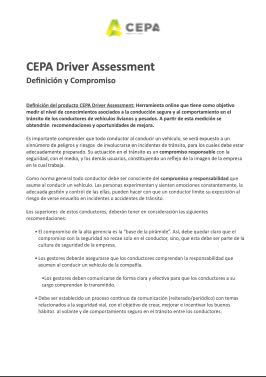 CEPA
CEPA Driver Assessment
Definición y Compromiso
Definición del producto CEPA Driver Assessment: Herramienta online que tiene como objetivo
medir el nivel de conocimientos asociados a la conducción segura y al comportamiento en el
tránsito de los conductores de vehículos livianos y pesados. A partir de esta medición se
obtendrán recomendaciones y oportunidades de mejora.
Es importante comprender que todo conductor al conducir un vehículo, se verá expuesto a un
sinnúmero de peligros y riesgos de involucrarse en incidentes de tránsito, para los cuales debe estar
adecuadamente preparado. Su actuación en el tránsito es un compromiso responsable con la
seguridad, con el medio, y los demás usuarios, constituyendo un reflejo de la imagen de la empresa
en la cual trabaja.
Como norma general todo conductor debe ser consciente del compromiso y responsabilidad que
asume al conducir un vehículo. Las personas experimentan y sienten emociones constantemente, la
adecuada gestión y control de las ellas, pueden hacer con que un conductor limite su exposición al
riesgo de verse envuelto en incidentes o accidentes de tránsito.
Los superiores de estos conductores, deberán tener en consideración las siguientes
recomendaciones:
• El compromiso de la alta gerencia es la "base de la pirámide". Así, debe quedar claro que el
compromiso con la seguridad no recae solo en el conductor, sino, que esta debe ser parte de la
cultura de seguridad de la empresa.
• Los gestores deberán asegurarse que los conductores comprendan la responsabilidad que
asumen al conducir un vehículo de la compañía.
•Los gestores deben comunicarse de forma clara y efectiva para que los conductores a su
cargo comprendan lo transmitido.
• Debe ser establecido un proceso continuo de comunicación (reiterado/periódico) con temas
relacionados a la seguridad vial, con el objetivo de crear, mejorar e incentivar los buenos hábitos
al volante y de comportamiento seguro en el tránsito entre los conductores.